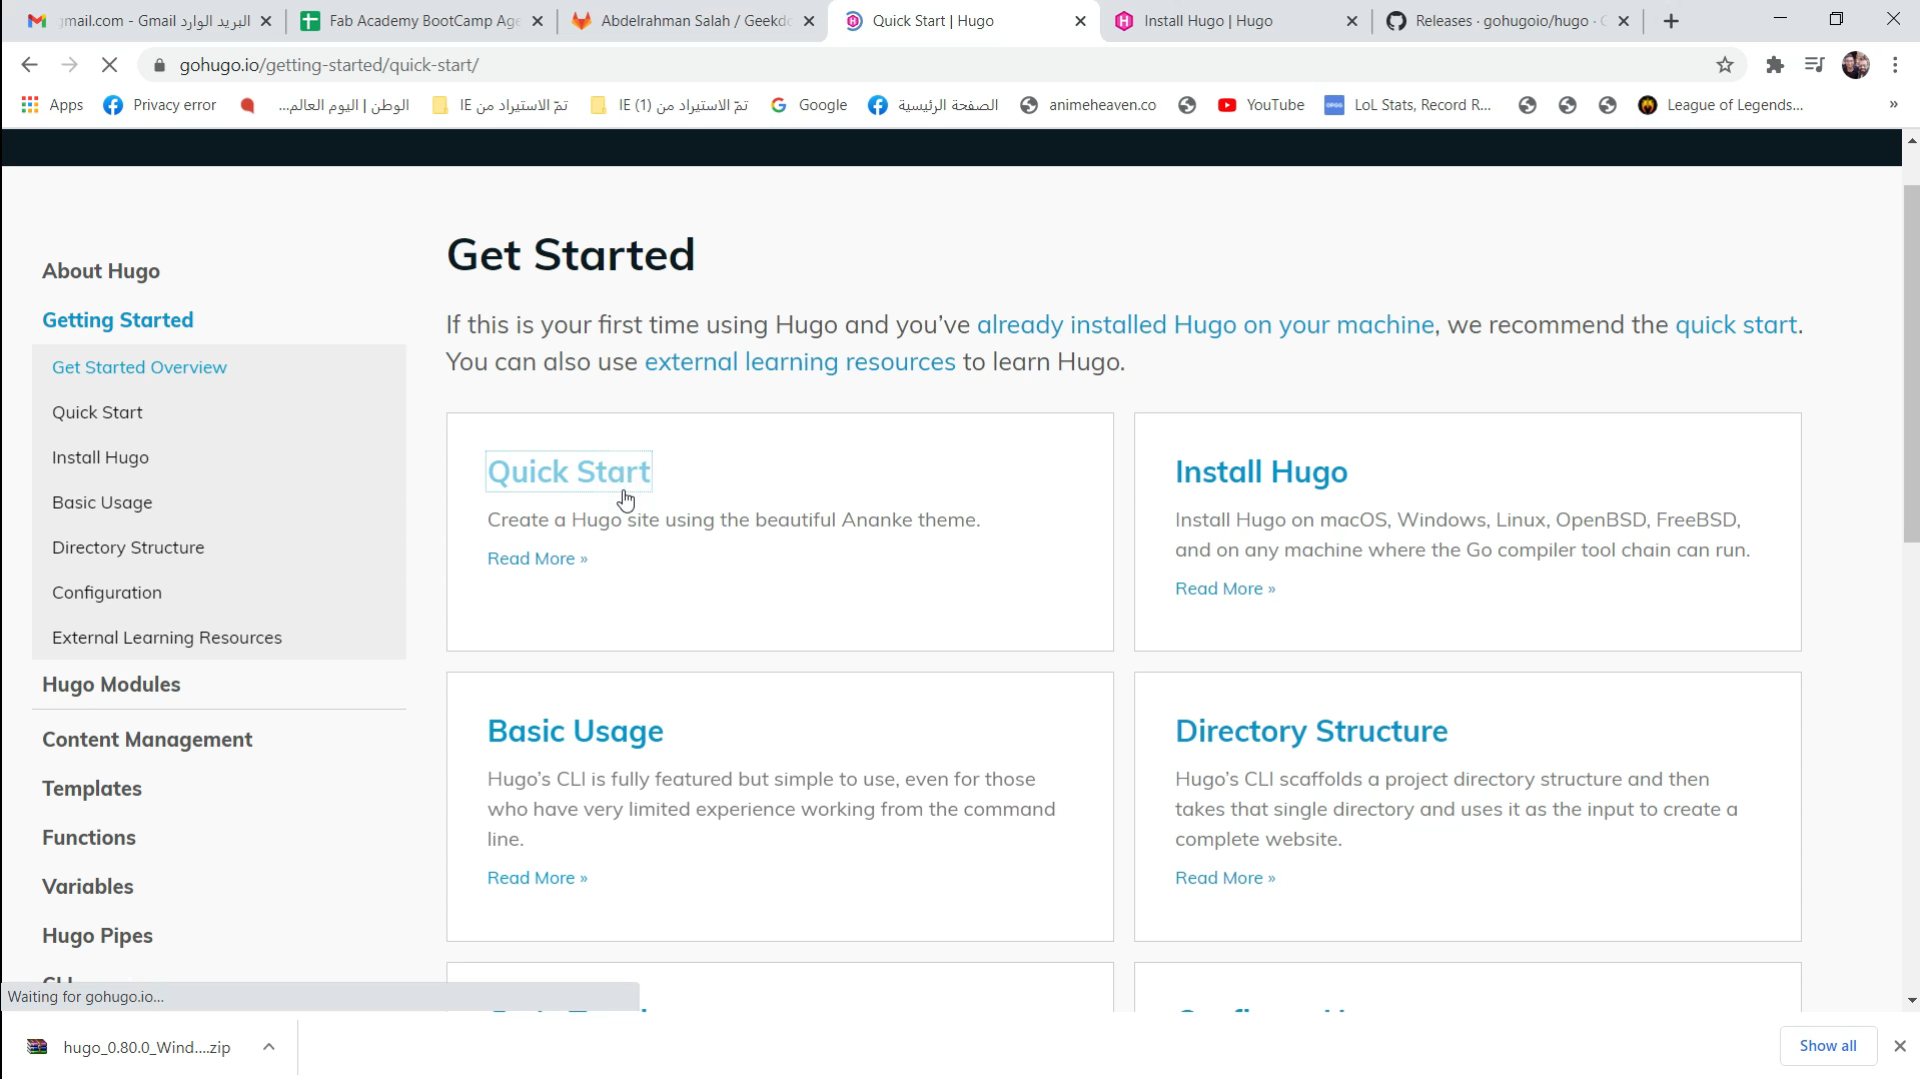 gmail.com - Gmail البريد الوارد
Fab Academy BootCamp Age
Abdelrahman Salah / Geekd
Quick Start | Hugo
Install Hugo | Hugo
Releases · gohugoio/hugo ·
gohugo.io/getting-started/quick-start/
Apps
Privacy error
الوطن | اليوم العالم...
تمّ الاستيراد من IE
تمّ الاستيراد من IE (1)
Google
الصفحة الرئيسية
animeheaven.co
YouTube
LoL Stats, Record R...
League of Legends...
»
About Hugo
Getting Started
Get Started Overview
Quick Start
Install Hugo
Basic Usage
Directory Structure
Configuration
External Learning Resources
Hugo Modules
Content Management
Templates
Functions
Variables
Hugo Pipes
CLI
Get Started
If this is your first time using Hugo and you’ve already installed Hugo on your machine, we recommend the quick start.
You can also use external learning resources to learn Hugo.
Quick Start
Create a Hugo site using the beautiful Ananke theme.
Read More »
Install Hugo
Install Hugo on macOS, Windows, Linux, OpenBSD, FreeBSD,
and on any machine where the Go compiler tool chain can run.
Read More »
Basic Usage
Hugo’s CLI is fully featured but simple to use, even for those
who have very limited experience working from the command
line.
Read More »
Directory Structure
Hugo’s CLI scaffolds a project directory structure and then
takes that single directory and uses it as the input to create a
complete website.
Read More »
Waiting for gohugo.io...
hugo_0.80.0_Wind....zip
Show all